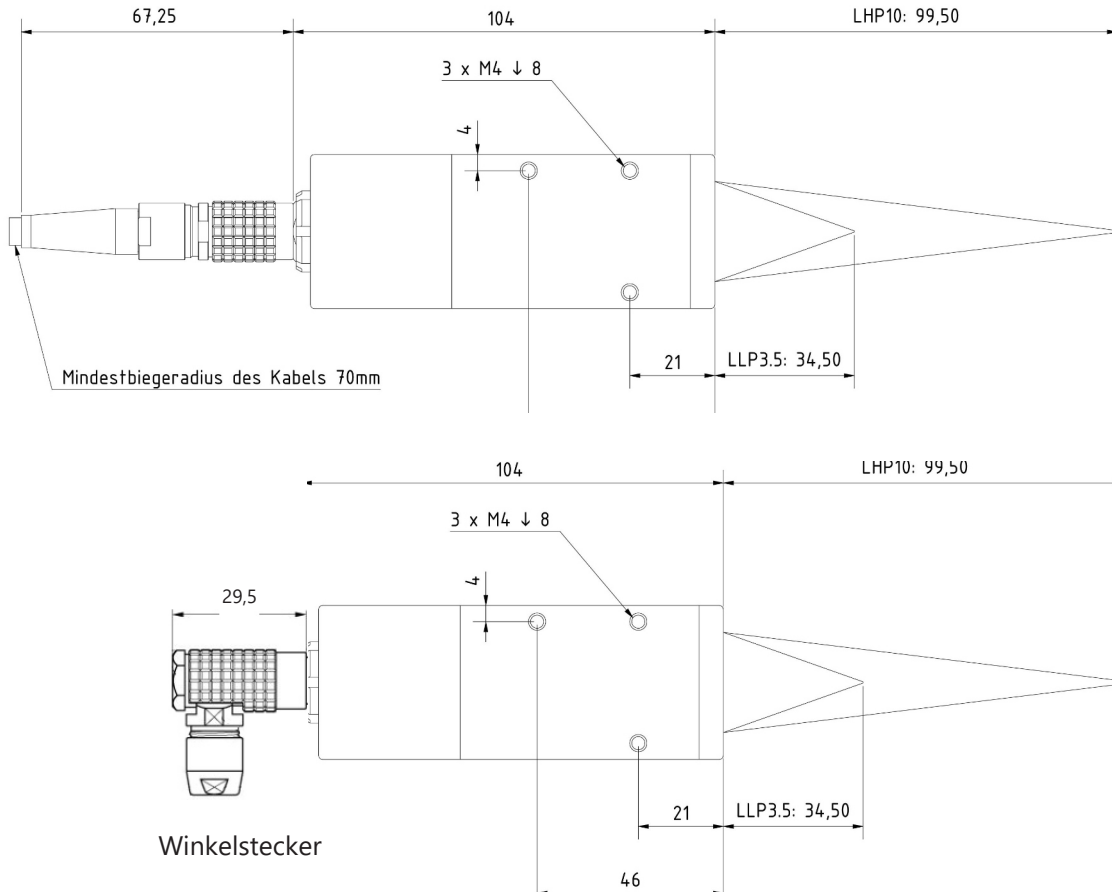 67,25
104
LHP10: 99,50
3 x M4 ↓ 8
4
21
LLP3.5: 34,50
Mindestbiegeradius des Kabels 70mm
104
LHP10: 99,50
3 x M4 ↓ 8
4
29,5
21
LLP3.5: 34,50
Winkelstecker
46